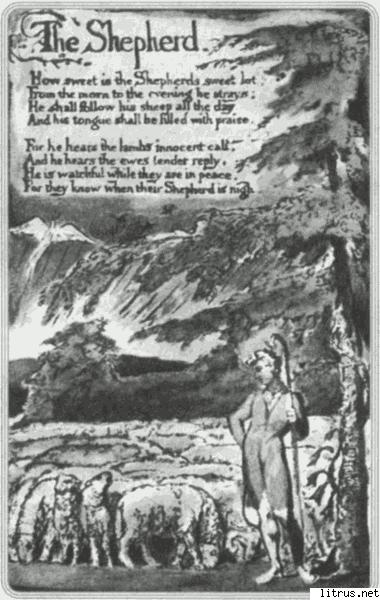 The Shepherd.
How sweet is the Shepherds sweet lot,
From the morn to the evening he strays:
He shall follow his sheep all the day
And his tongue shall be filled with praise.
For he hears the lambs innocent call,
And he hears the ewes tender reply,
He is watchful while they are in peace,
For they know when their Shepherd is nigh.
litrus.net